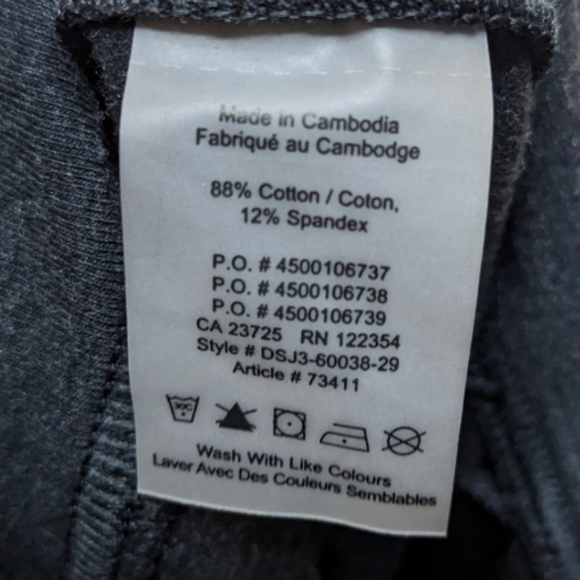 Made in Cambodia
Fabriqué au Cambodge
88% Cotton / Coton,
12% Spandex
P.O. # 4500106737
P.O. # 4500106738
P.O. # 4500106739
CA 23725 RN 122354
Style # DSJ3-60038-29
Article # 73411
30C
Wash With Like Colours
Laver Avec Des Couleurs Semblables